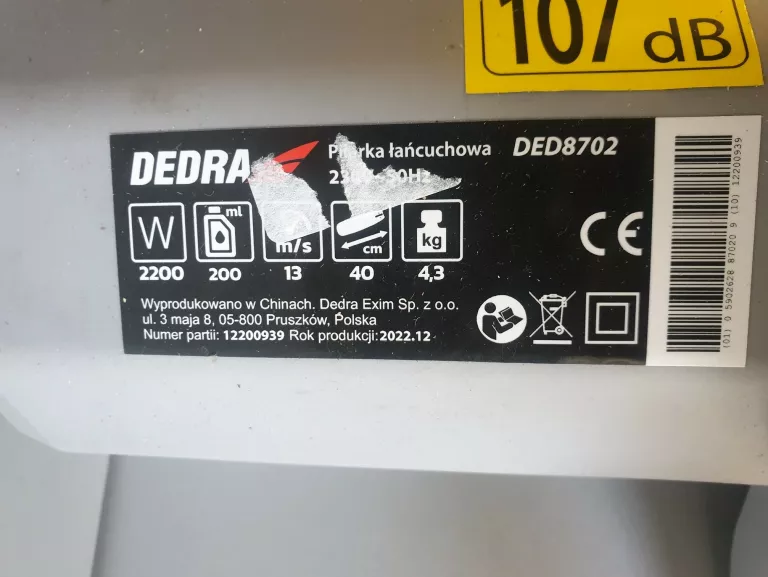 107 dB
DEDRA
łańcuchowa DED8702
W
ml
m/s
cm
kg
2200 200 13 40 4,3
CE
Wyprodukowano w Chinach. Dedra Exim Sp. z o.o.
ul. 3 maja 8, 05-800 Pruszków, Polska
Numer partii: 12200939 Rok produkcji: 2022.12
(01) 0 5902628 87020 9 (10) 12200939